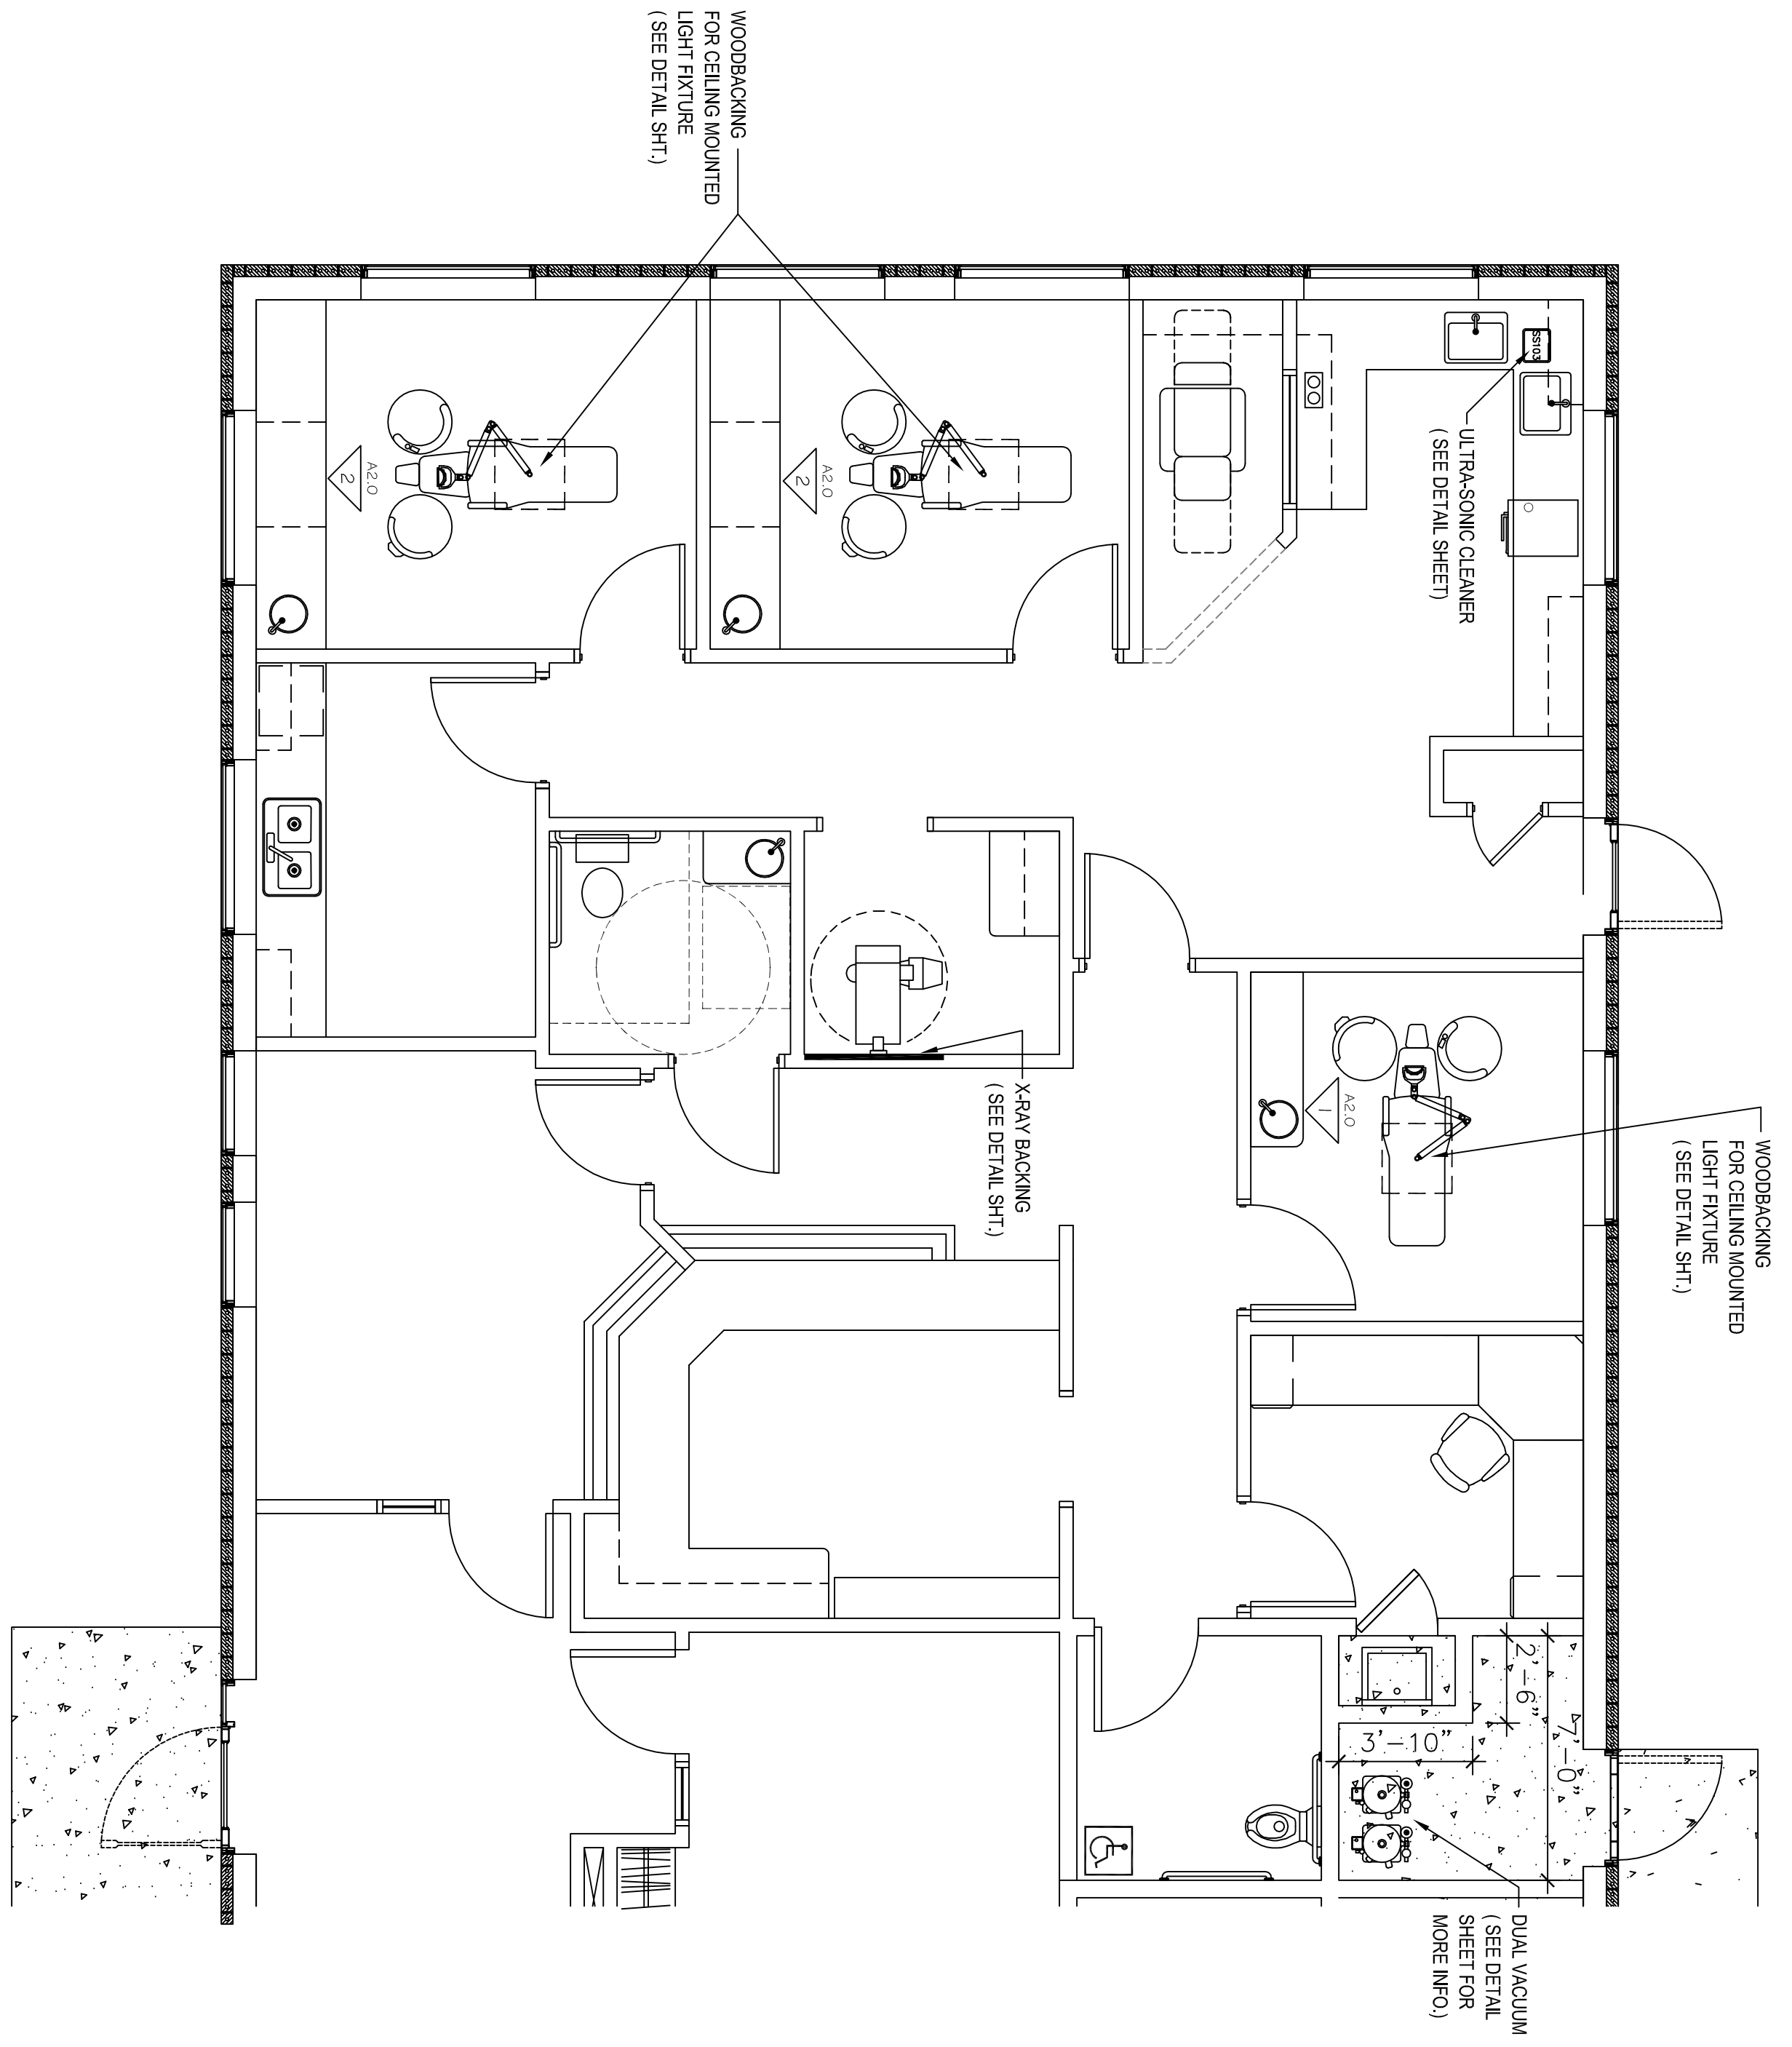 WOODBACKING
FOR CEILING MOUNTED
LIGHT FIXTURE
( SEE DETAIL SHT.)
SS103
ULTRA-SONIC CLEANER
( SEE DETAIL SHEET)
A2.0
2
A2.0
2
X-RAY BACKING
( SEE DETAIL SHT.)
A2.0
1
WOODBACKING
FOR CEILING MOUNTED
LIGHT FIXTURE
( SEE DETAIL SHT.)
2'-6"
7'-0"
3'-10"
DUAL VACUUM
( SEE DETAIL
SHEET FOR
MORE INFO.)